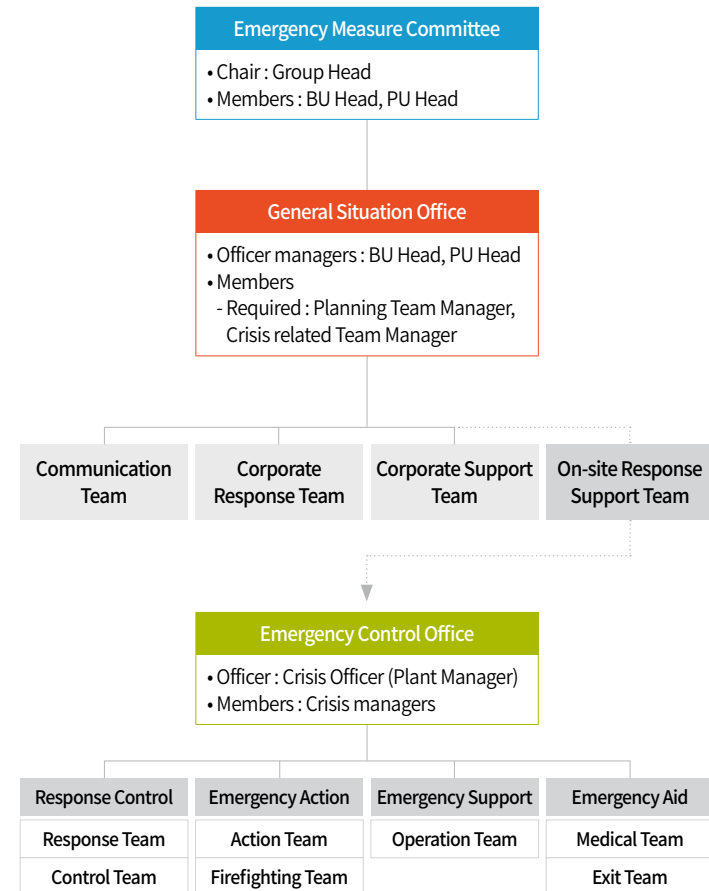 Emergency Measure Committee
• Chair : Group Head
• Members : BU Head, PU Head
General Situation Office
• Officer managers : BU Head, PU Head
• Members
- Required : Planning Team Manager,
Crisis related Team Manager
Communication
Team
Corporate
Response Team
Corporate Support
Team
On-site Response
Support Team
Emergency Control Office
• Officer : Crisis Officer (Plant Manager)
• Members : Crisis managers
Response Control
Response Team
Control Team
Emergency Action
Action Team
Firefighting Team
Emergency Support
Operation Team
Emergency Aid
Medical Team
Exit Team